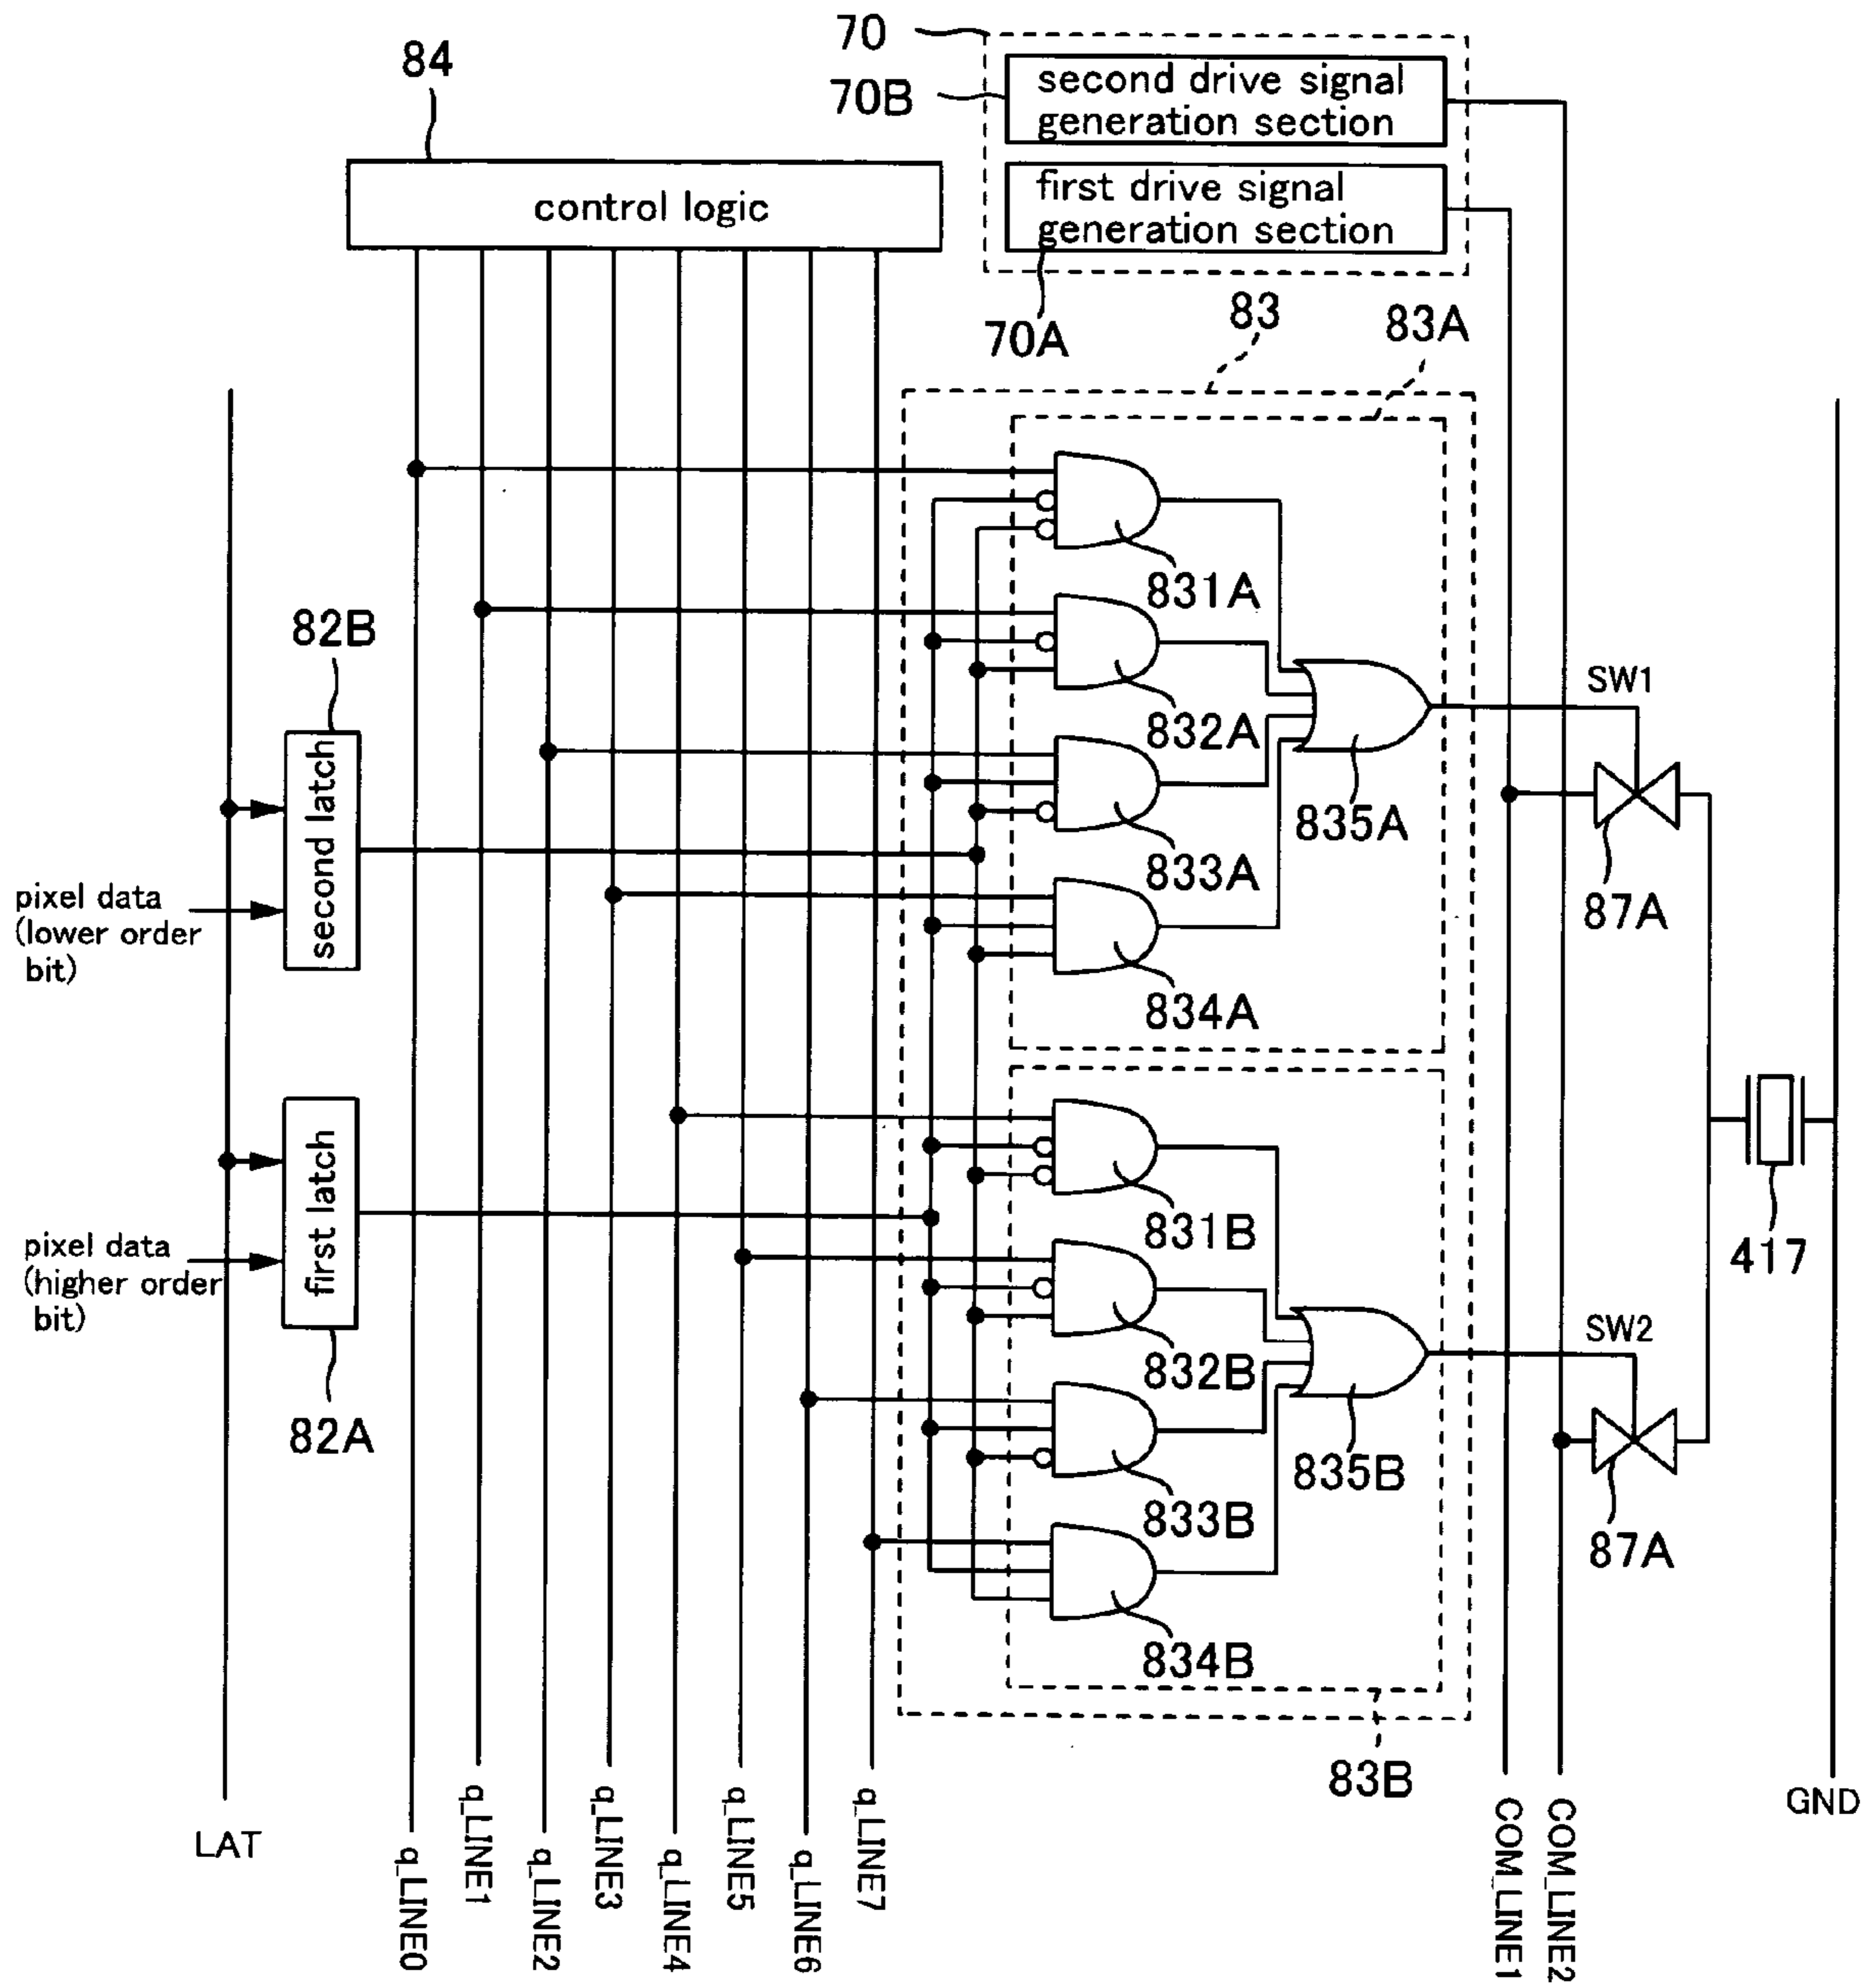 70
84
70B
second drive signal
generation section
control logic
first drive signal
generation section
70A
83
83A
831A
82B
832A
SW1
second latch
835A
833A
87A
pixel data
(lower order
bit)
834A
first latch
831B
pixel data
(higher order
bit)
417
832B
SW2
82A
835B
833B
87A
834B
83B
LAT
q_LINE0
q_LINE1
q_LINE2
q_LINE3
q_LINE4
q_LINE5
q_LINE6
q_LINE7
COM_LINE1
COM_LINE2
GND